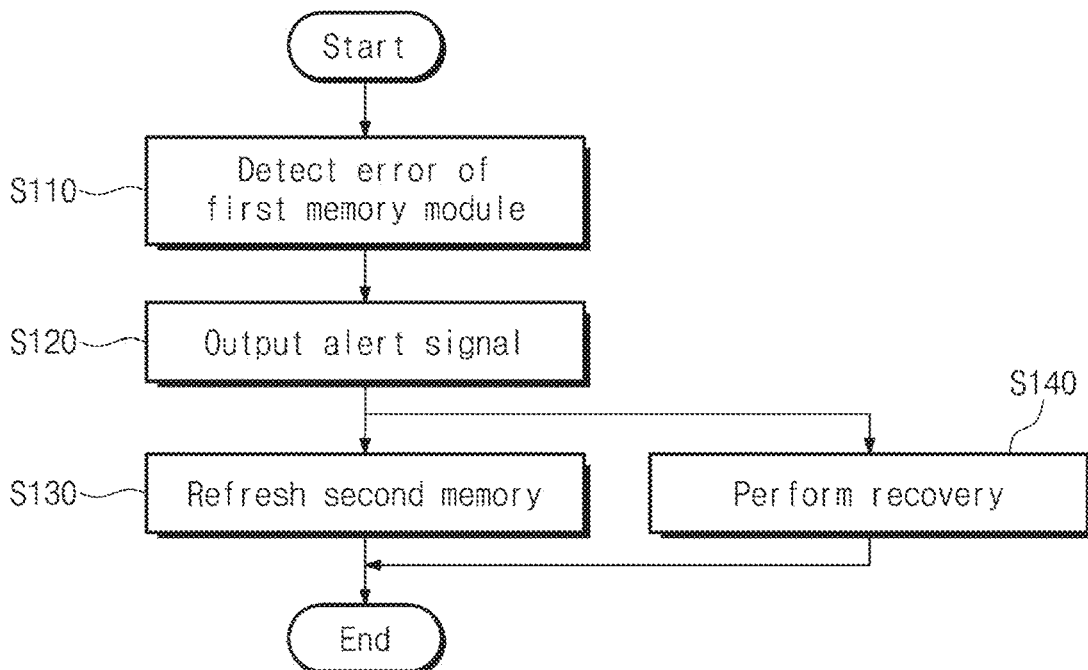 Start
S110
Detect error of
first memory module
S120
Output alert signal
S140
S130
Refresh second memory
Perform recovery
End